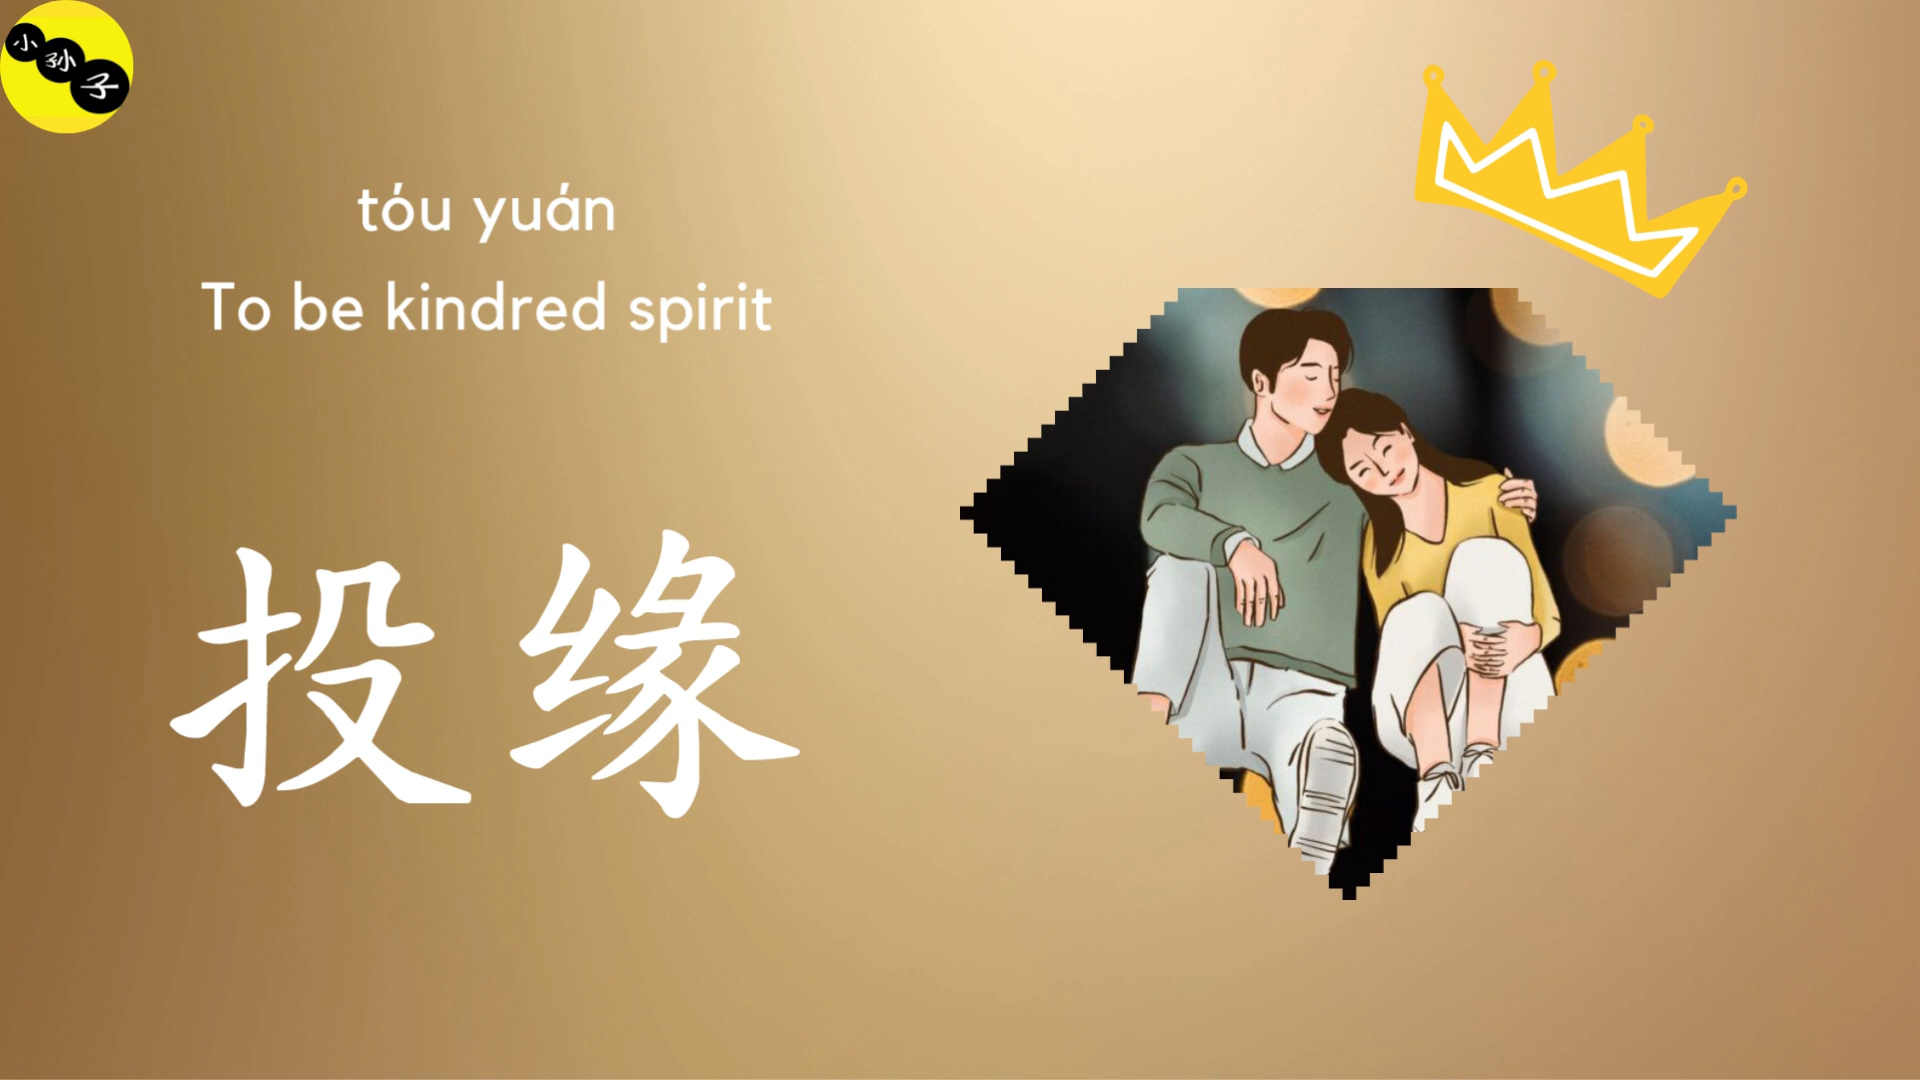 小孙子
tóu yuán
To be kindred spirit
投缘